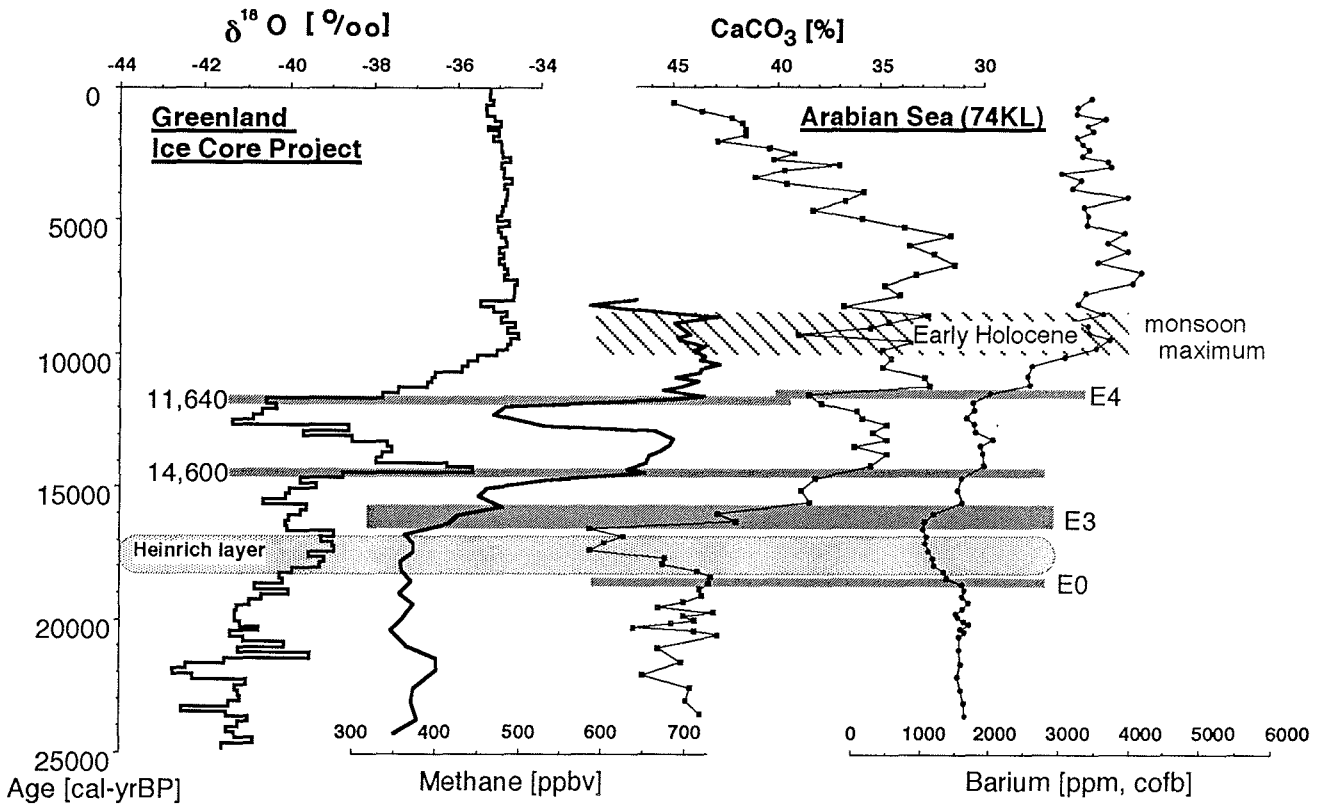 δ¹⁸ O [ ‰ ]
CaCO₃ [%]
-44 -42 -40 -38 -36 -34
45 40 35 30
Greenland
Ice Core Project
Arabian Sea (74KL)
0
5000
Early Holocene
monsoon
maximum
10000
11,640
E4
14,600
15000
E3
Heinrich layer
E0
20000
300 400 500 600 700
0 1000 2000 3000 4000 5000 6000
25000
Age [cal-yrBP]
Methane [ppbv]
Barium [ppm, cofb]